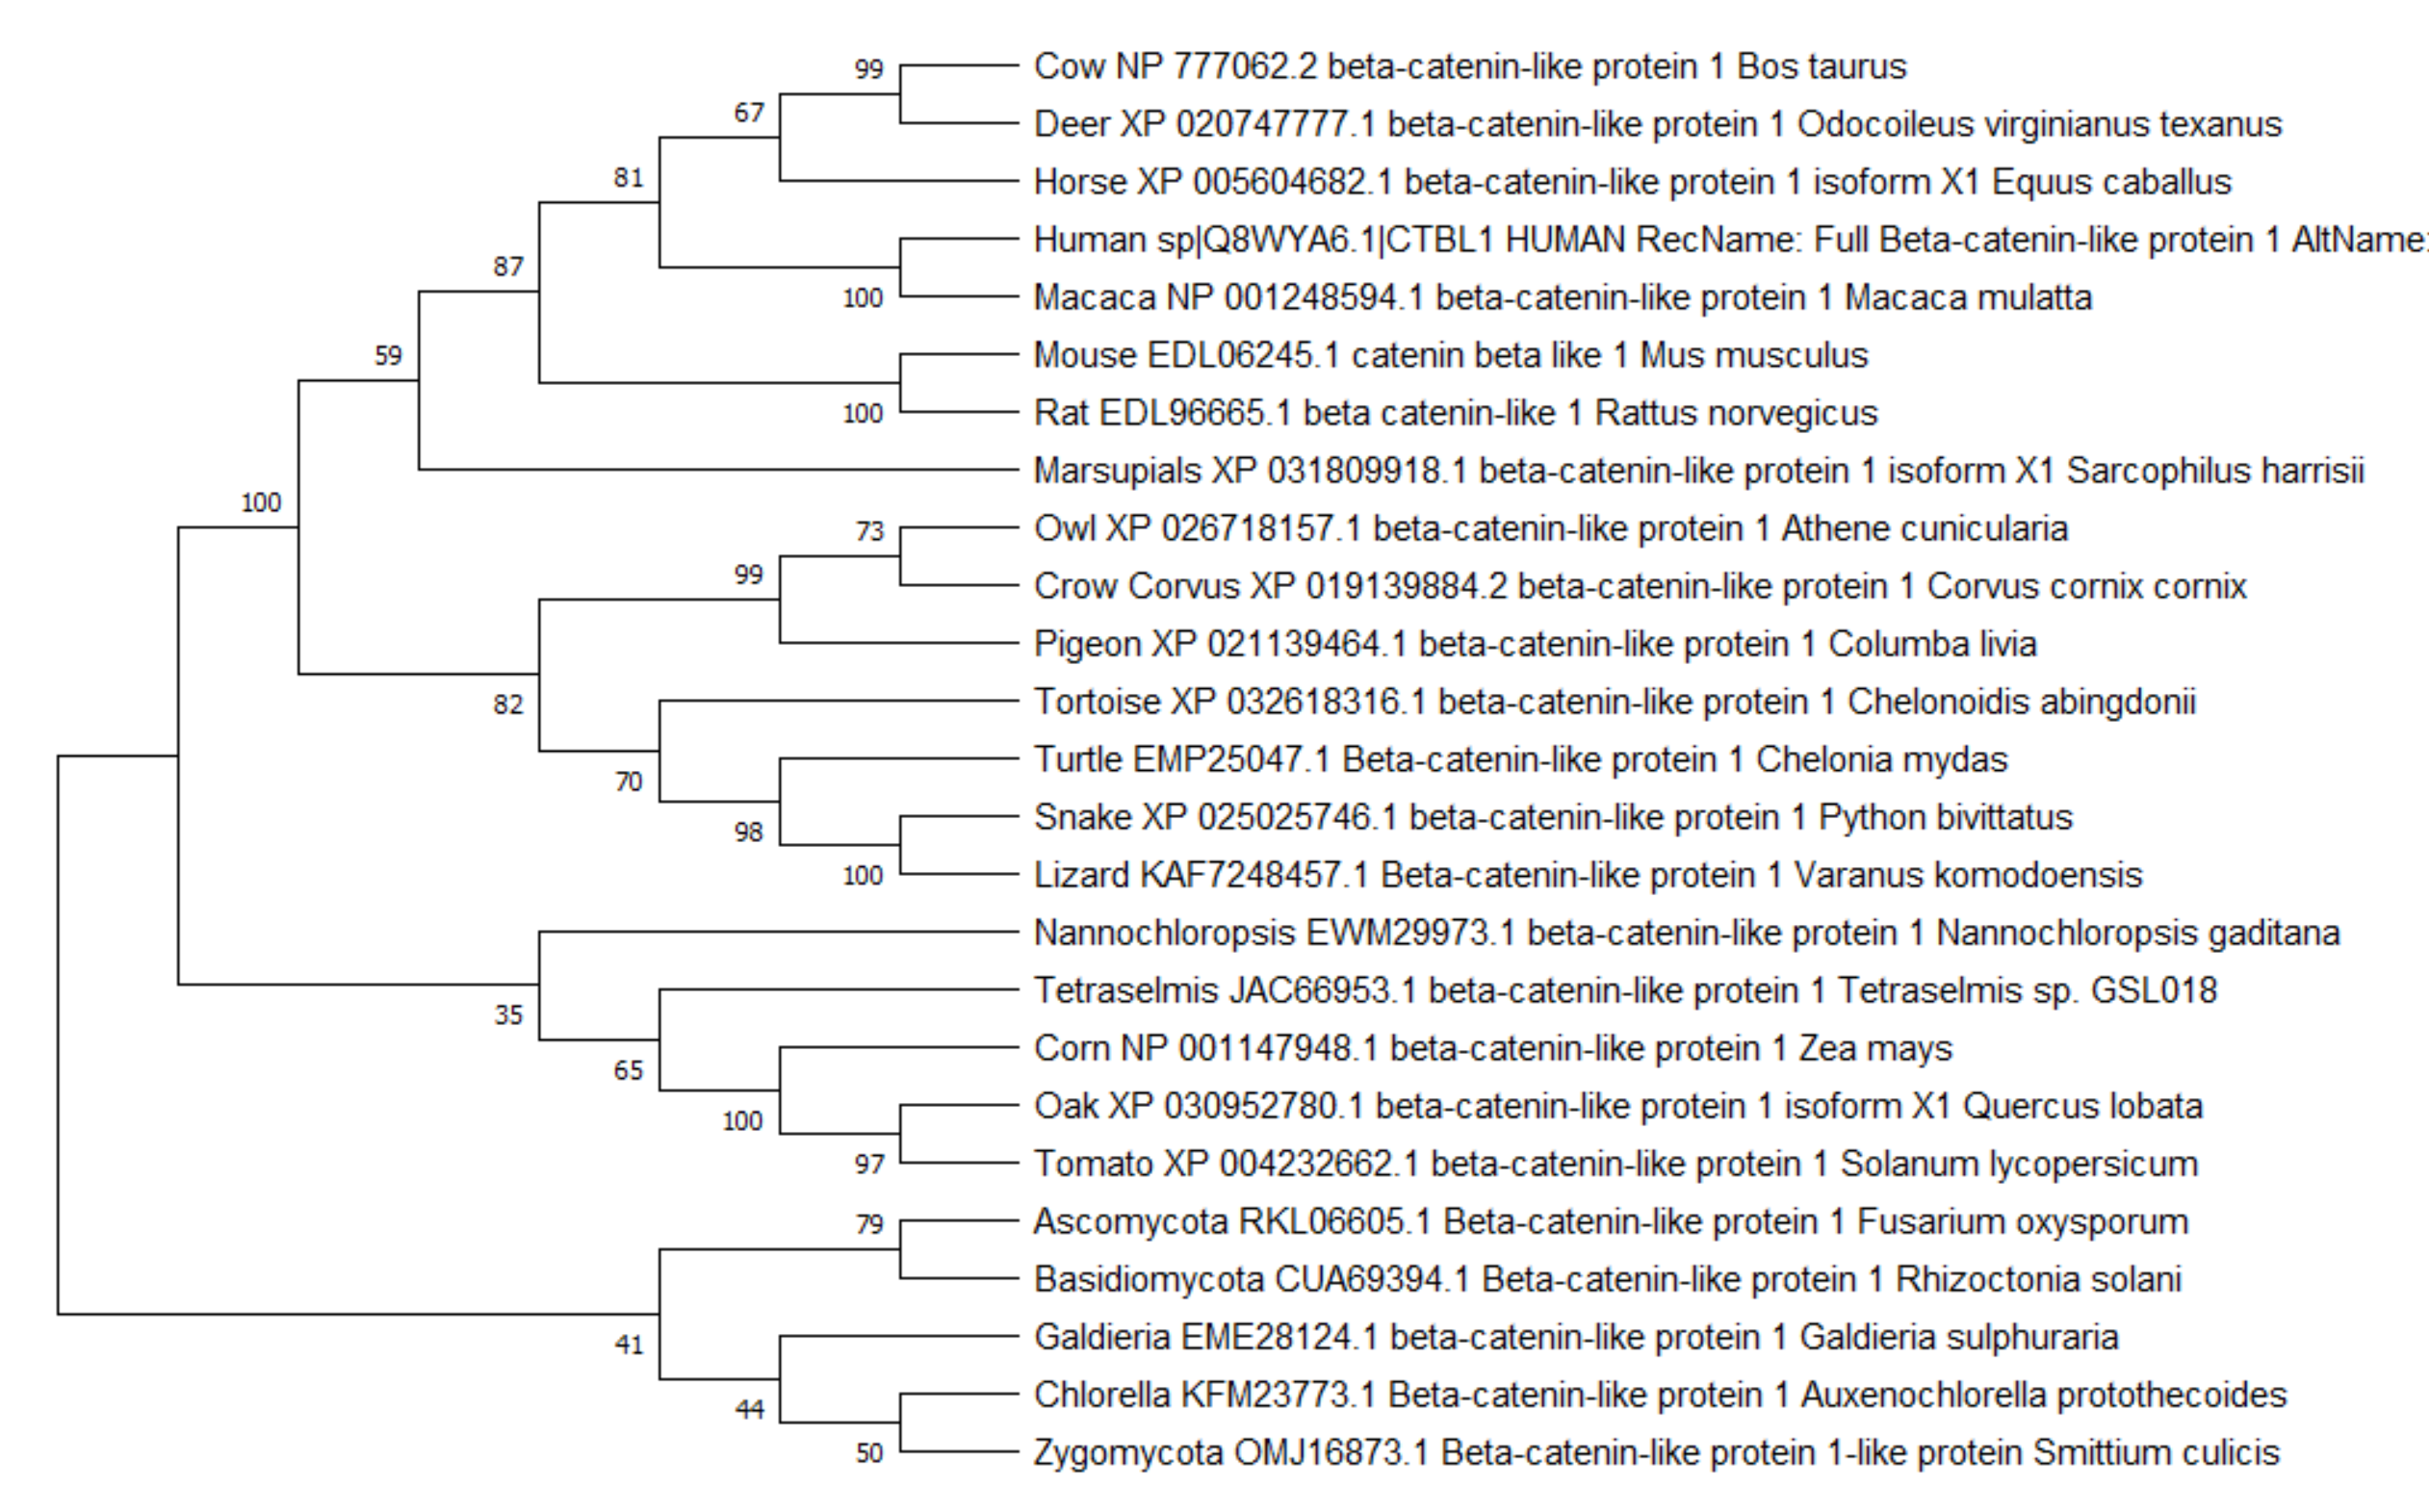 99
Cow NP 777062.2 beta-catenin-like protein 1 Bos taurus
67
Deer XP 020747777.1 beta-catenin-like protein 1 Odocoileus virginianus texanus
81
Horse XP 005604682.1 beta-catenin-like protein 1 isoform X1 Equus caballus
Human sp|Q8WYA6.1|CTBL1 HUMAN RecName: Full Beta-catenin-like protein 1 AltName:
87
100
Macaca NP 001248594.1 beta-catenin-like protein 1 Macaca mulatta
59
Mouse EDL06245.1 catenin beta like 1 Mus musculus
100
Rat EDL96665.1 beta catenin-like 1 Rattus norvegicus
Marsupials XP 031809918.1 beta-catenin-like protein 1 isoform X1 Sarcophilus harrisii
100
73
Owl XP 026718157.1 beta-catenin-like protein 1 Athene cunicularia
99
Crow Corvus XP 019139884.2 beta-catenin-like protein 1 Corvus cornix cornix
Pigeon XP 021139464.1 beta-catenin-like protein 1 Columba livia
82
Tortoise XP 032618316.1 beta-catenin-like protein 1 Chelonoidis abingdonii
Turtle EMP25047.1 Beta-catenin-like protein 1 Chelonia mydas
70
Snake XP 025025746.1 beta-catenin-like protein 1 Python bivittatus
98
100
Lizard KAF7248457.1 Beta-catenin-like protein 1 Varanus komodoensis
Nannochloropsis EWM29973.1 beta-catenin-like protein 1 Nannochloropsis gaditana
Tetraselmis JAC66953.1 beta-catenin-like protein 1 Tetraselmis sp. GSL018
35
Corn NP 001147948.1 beta-catenin-like protein 1 Zea mays
65
Oak XP 030952780.1 beta-catenin-like protein 1 isoform X1 Quercus lobata
100
97
Tomato XP 004232662.1 beta-catenin-like protein 1 Solanum lycopersicum
79
Ascomycota RKL06605.1 Beta-catenin-like protein 1 Fusarium oxysporum
Basidiomycota CUA69394.1 Beta-catenin-like protein 1 Rhizoctonia solani
41
Galdieria EME28124.1 beta-catenin-like protein 1 Galdieria sulphuraria
44
Chlorella KFM23773.1 Beta-catenin-like protein 1 Auxenochlorella protothecoides
50
Zygomycota OMJ16873.1 Beta-catenin-like protein 1-like protein Smittium culicis